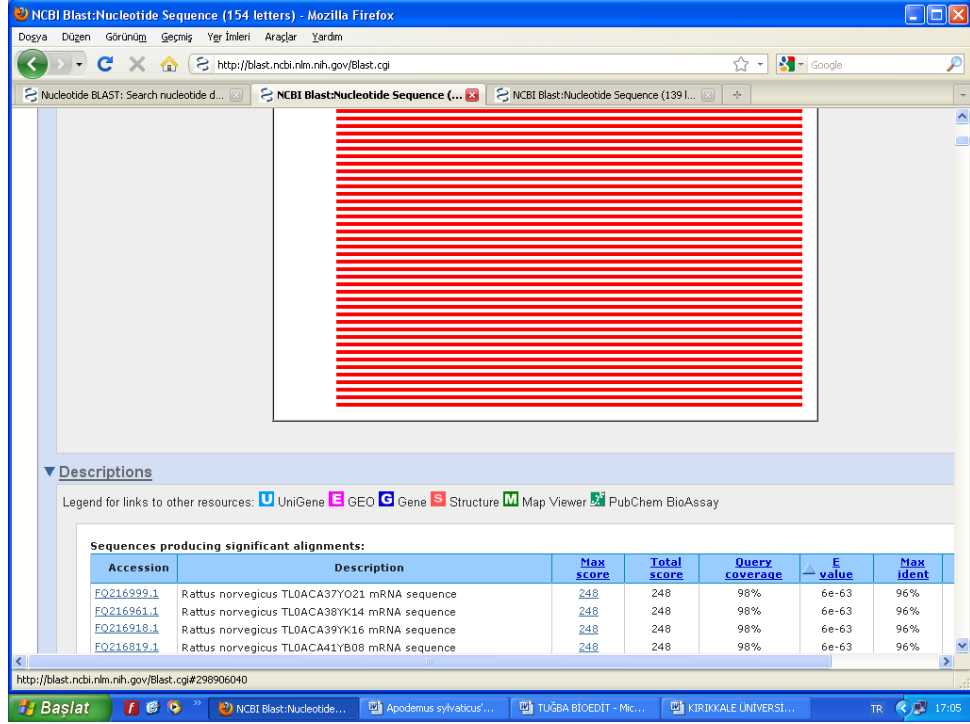 NCBI Blast:Nucleotide Sequence (154 letters) - Mozilla Firefox
Dosya Düzen Görünüm Geçmiş Yer İmleri Araçlar Yardım
http://blast.ncbi.nlm.nih.gov/Blast.cgi
Google
Nucleotide BLAST: Search nucleotide d...
NCBI Blast:Nucleotide Sequence (...
NCBI Blast:Nucleotide Sequence (139 l...
Descriptions
Legend for links to other resources: U UniGene E GEO G Gene S Structure M Map Viewer PubChem BioAssay
Sequences producing significant alignments:
Accession Description Max score Total score Query coverage E value Max ident
FQ216999.1 Rattus norvegicus TL0ACA37YO21 mRNA sequence 248 248 98% 6e-63 96%
FQ216961.1 Rattus norvegicus TL0ACA38YK14 mRNA sequence 248 248 98% 6e-63 96%
FQ216918.1 Rattus norvegicus TL0ACA39YK16 mRNA sequence 248 248 98% 6e-63 96%
FQ216819.1 Rattus norvegicus TL0ACA41YB08 mRNA sequence 248 248 98% 6e-63 96%
http://blast.ncbi.nlm.nih.gov/Blast.cgi#298906040
Başlat NCBI Blast:Nucleotide... Apodemus sylvaticus'... TUĞBA BİOEDİT - Mic... KIRIKKALE ÜNİVERSİ... TR 17:05